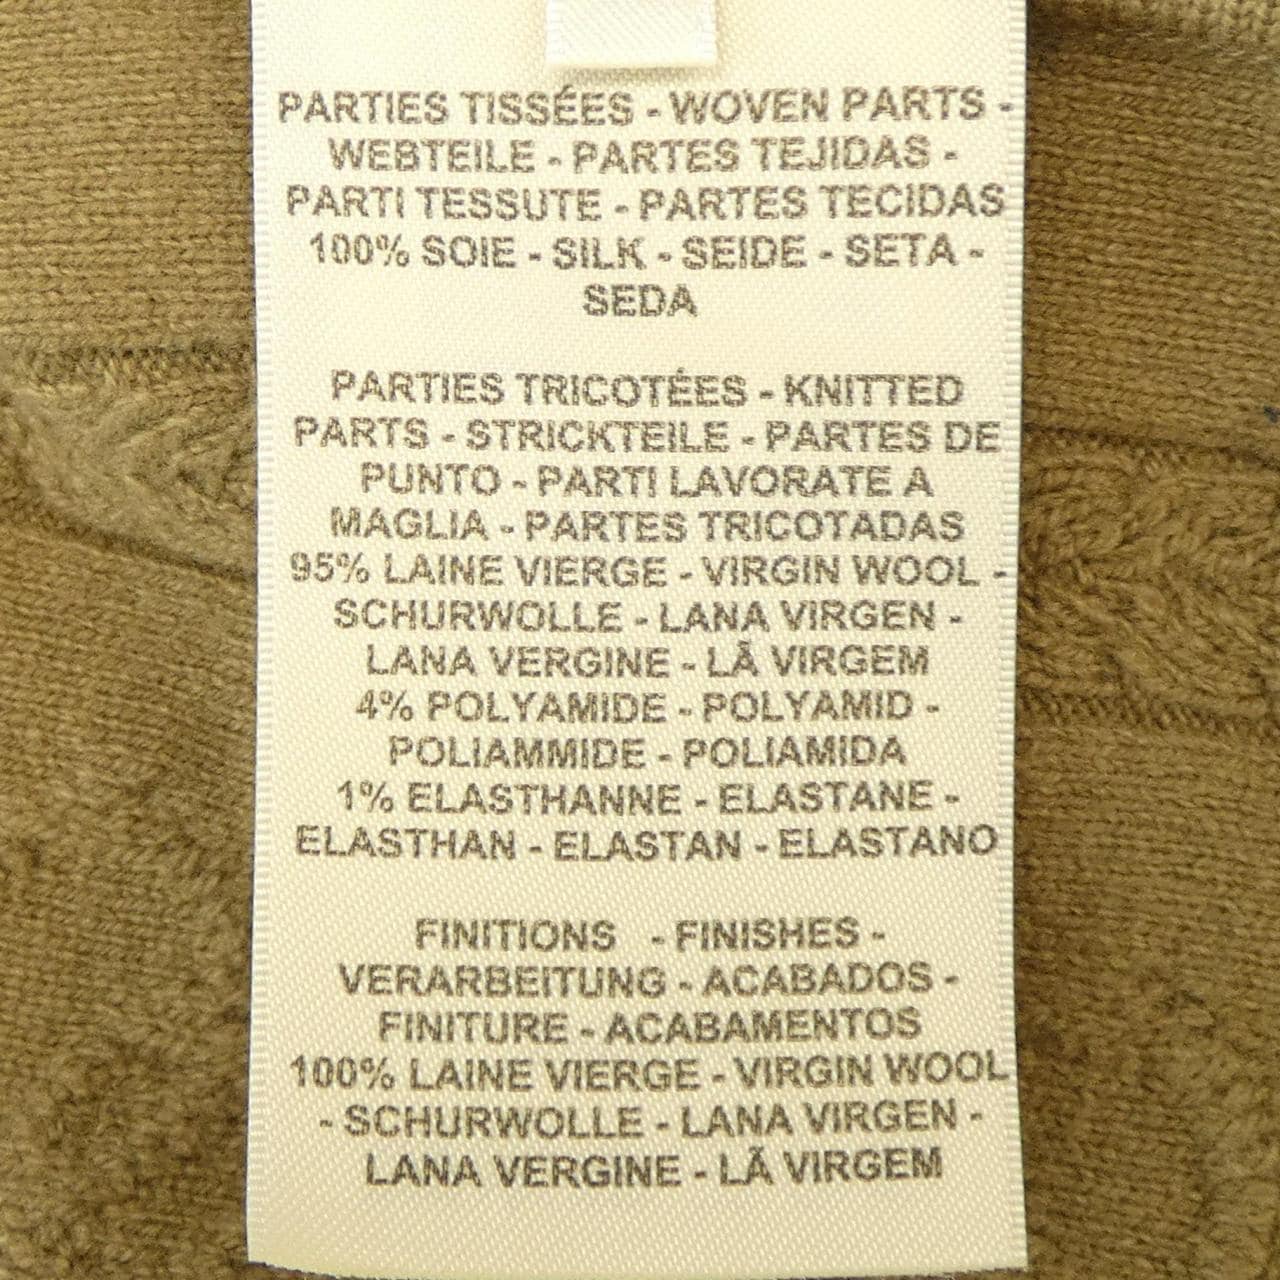 PARTIES TISSÉES - WOVEN PARTS -
WEBTEILE - PARTES TEJIDAS -
PARTI TESSUTE - PARTES TECIDAS
100% SOIE - SILK - SEIDE - SETA -
SEDA
PARTIES TRICOTÉES - KNITTED
PARTS - STRICKTEILE - PARTES DE
PUNTO - PARTI LAVORATE A
MAGLIA - PARTES TRICOTADAS
95% LAINE VIERGE - VIRGIN WOOL -
SCHURWOLLE - LANA VIRGEN -
LANA VERGINE - LÃ VIRGEM
4% POLYAMIDE - POLYAMID -
POLIAMMIDE - POLIAMIDA
1% ELASTHANNE - ELASTANE -
ELASTHAN - ELASTAN - ELASTANO
FINITIONS - FINISHES -
VERARBEITUNG - ACABADOS -
FINITURE - ACABAMENTOS
100% LAINE VIERGE - VIRGIN WOOL
- SCHURWOLLE - LANA VIRGEN -
LANA VERGINE - LÃ VIRGEM